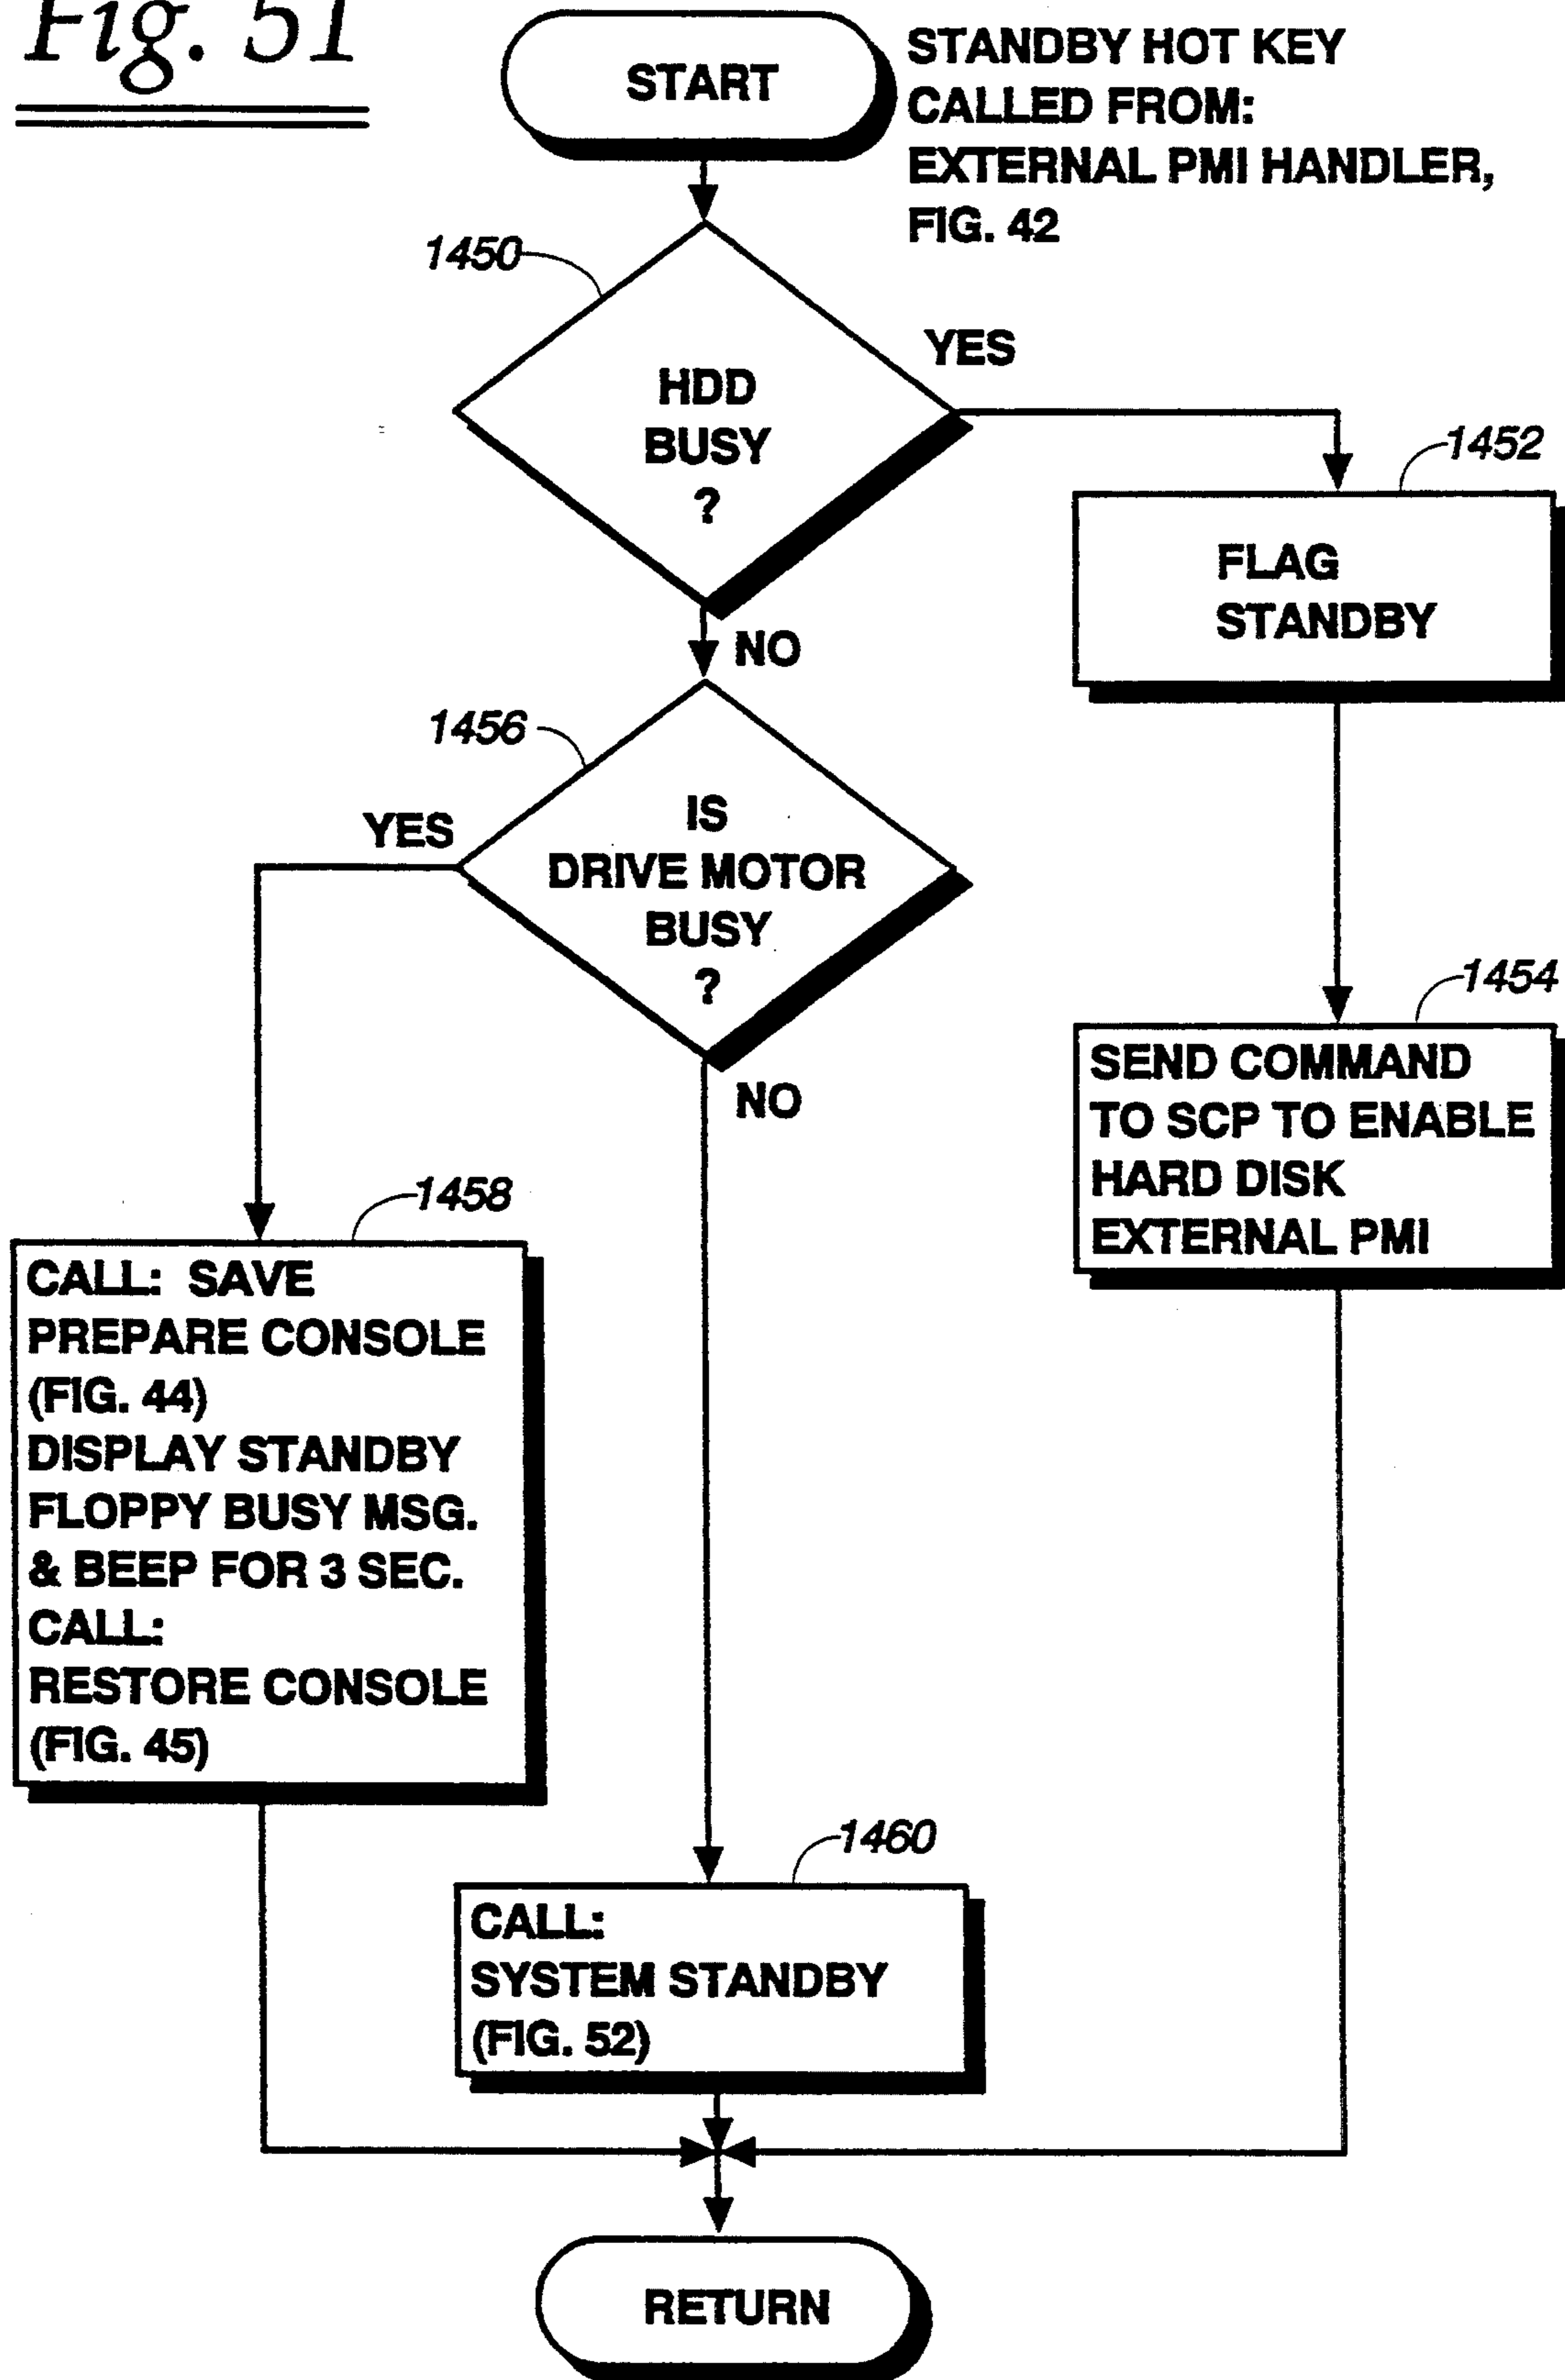 Fig. 51
START
STANDBY HOT KEY
CALLED FROM:
EXTERNAL PMI HANDLER,
FIG. 42
1450
HDD
BUSY
?
YES
NO
1452
FLAG
STANDBY
1456
IS
DRIVE MOTOR
BUSY
?
YES
NO
1454
SEND COMMAND
TO SCP TO ENABLE
HARD DISK
EXTERNAL PMI
1458
CALL: SAVE
PREPARE CONSOLE
(FIG. 44)
DISPLAY STANDBY
FLOPPY BUSY MSG.
& BEEP FOR 3 SEC.
CALL:
RESTORE CONSOLE
(FIG. 45)
1460
CALL:
SYSTEM STANDBY
(FIG. 52)
RETURN